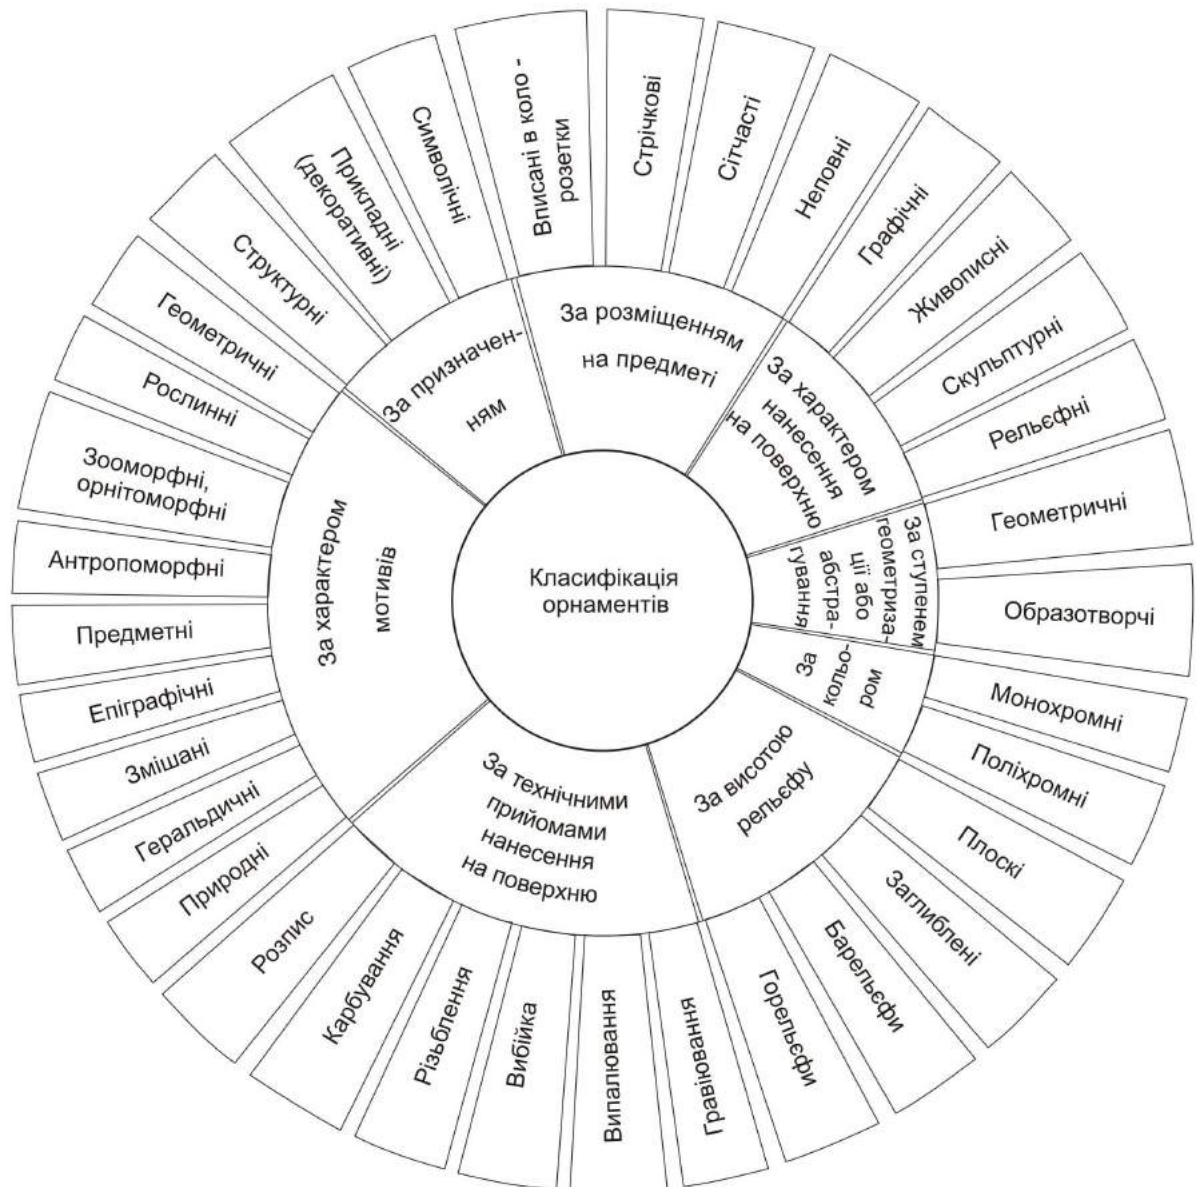 Класифікація
орнаментів
За розміщенням
на предметі
Вписані в коло -
розетки
Стрічкові
Сітчасті
Неповні
За характером
нанесення
на поверхню
Графічні
Живописні
Скульптурні
Рельєфні
За ступенем
геометриза-
ції або
абстра-
гування
Геометричні
Образотворчі
За
кольо-
ром
Монохромні
Поліхромні
За висотою
рельєфу
Плоскі
Заглиблені
Барельєфи
Горельєфи
За технічними
прийомами
нанесення
на поверхню
Гравіювання
Випалювання
Вибійка
Різьблення
Карбування
Розпис
За характером
мотивів
Природні
Геральдичні
Змішані
Епіграфічні
Предметні
Антропоморфні
Зооморфні,
орнітоморфні
Рослинні
Геометричні
За призначен-
ням
Структурні
Прикладні
(декоративні)
Символічні